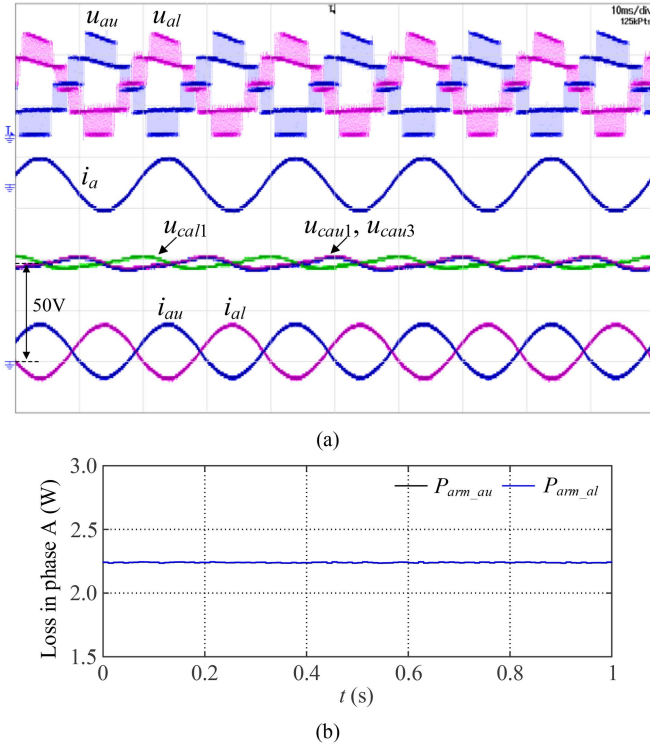 10ms/div
125kPts
u_au u_al
i_a
u_cal1 u_cau1, u_cau3
50V
i_au i_al
(a)
3.0
P_arm_au P_arm_al
2.5
2.0
1.5
Loss in phase A (W)
0 0.2 0.4 0.6 0.8 1
t (s)
(b)